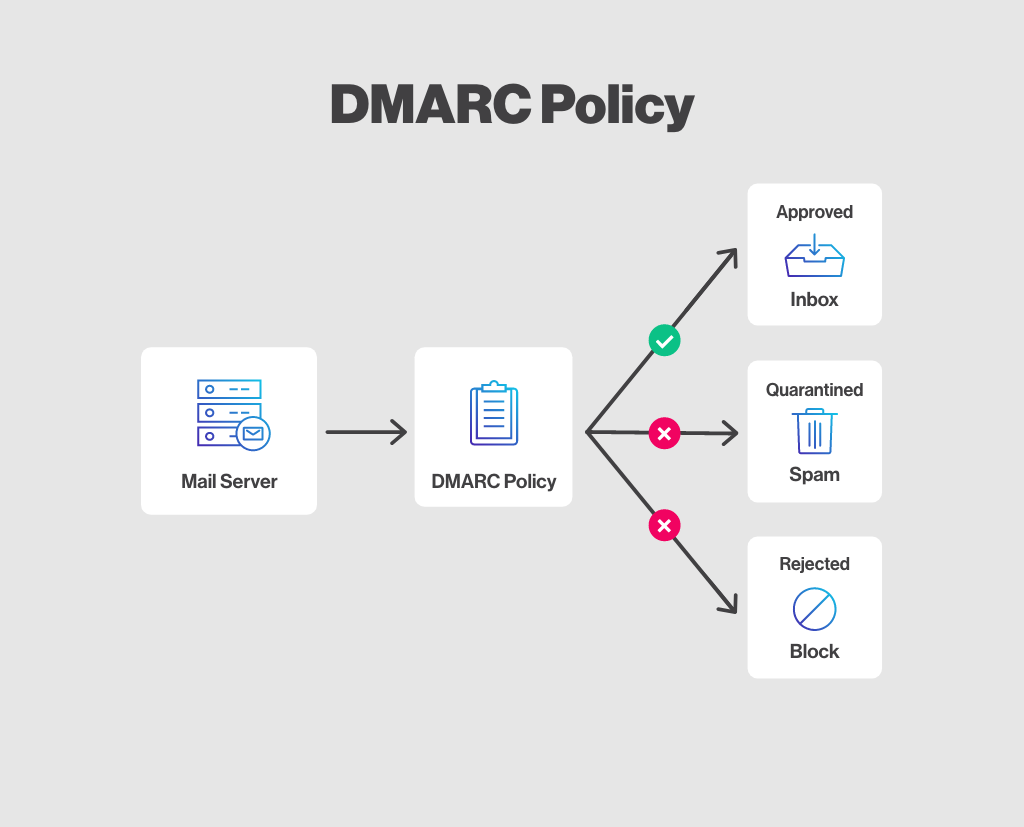 DMARC Policy
Mail Server
DMARC Policy
Approved
Inbox
Quarantined
Spam
Rejected
Block